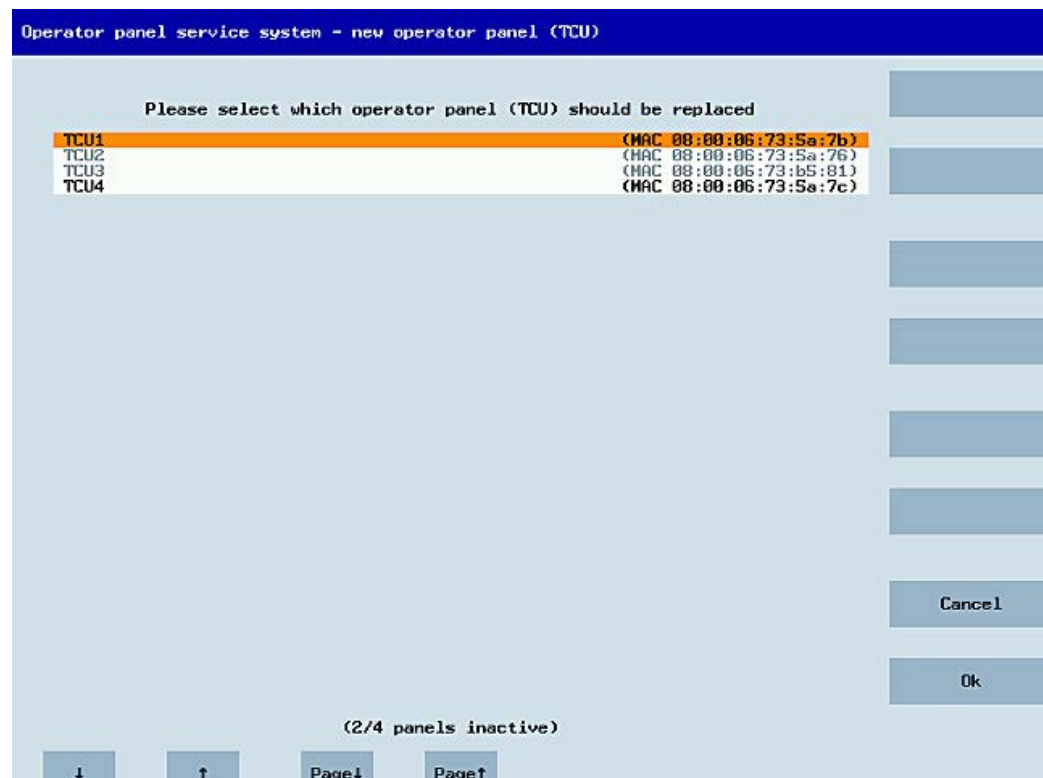 Operator panel service system - new operator panel (TCU)
Please select which operator panel (TCU) should be replaced
TCU1 (MAC 08:00:06:73:5a:7b)
TCU2 (MAC 08:00:06:73:5a:76)
TCU3 (MAC 08:00:06:73:b5:81)
TCU4 (MAC 08:00:06:73:5a:7c)
Cancel
Ok
(2/4 panels inactive)
↓ ↑ Page↓ Page↑